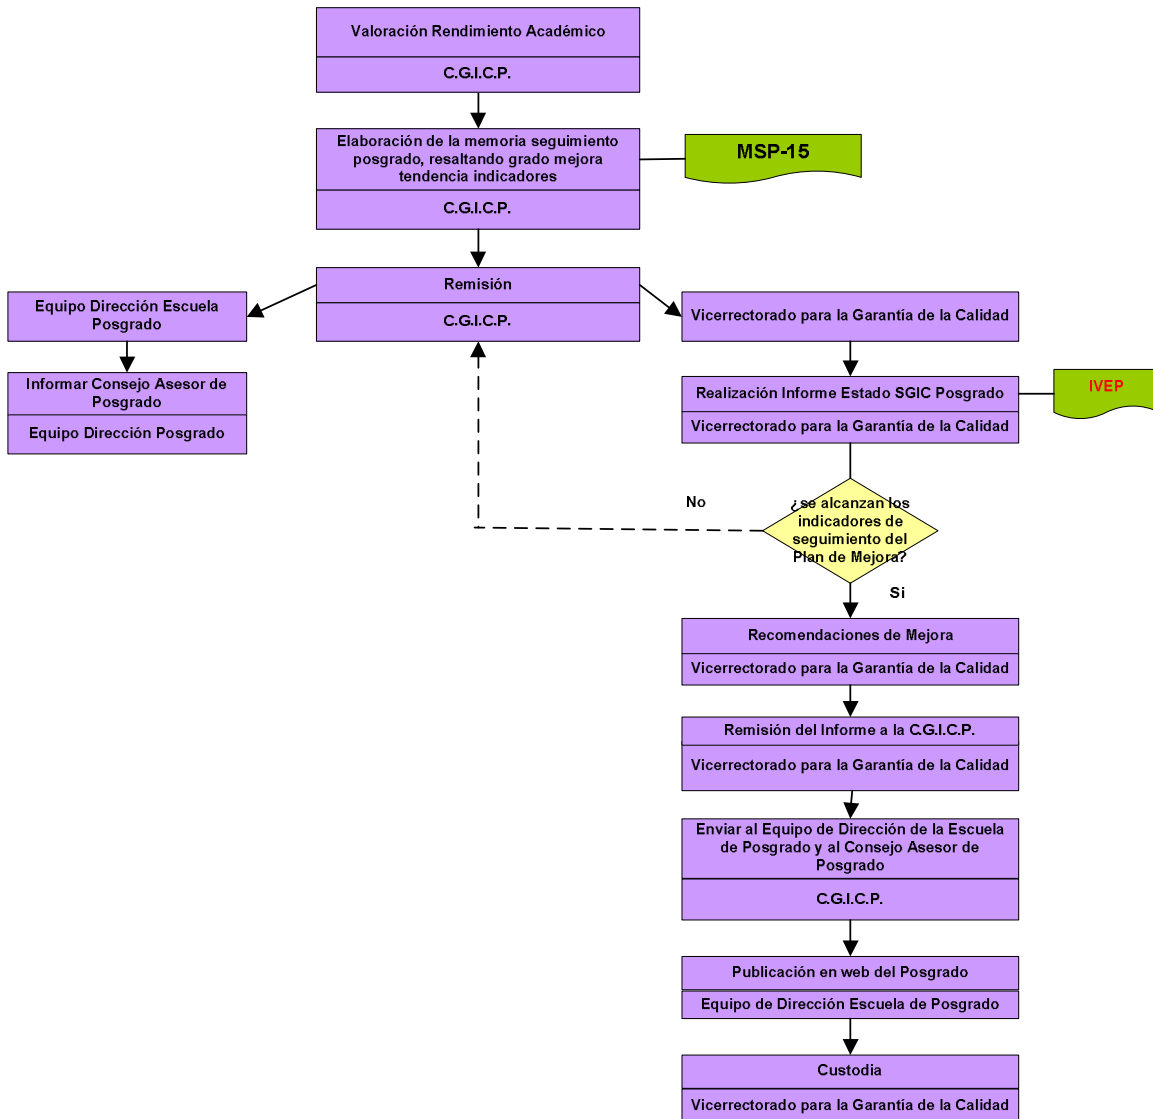 Valoración Rendimiento Académico
C.G.I.C.P.
Elaboración de la memoria seguimiento
posgrado, resaltando grado mejora
tendencia indicadores
C.G.I.C.P.
MSP-15
Remisión
C.G.I.C.P.
Equipo Dirección Escuela
Posgrado
Informar Consejo Asesor de
Posgrado
Equipo Dirección Posgrado
Vicerrectorado para la Garantía de la Calidad
Realización Informe Estado SGIC Posgrado
Vicerrectorado para la Garantía de la Calidad
IVEP
No
¿se alcanzan los
indicadores de
seguimiento del
Plan de Mejora?
Si
Recomendaciones de Mejora
Vicerrectorado para la Garantía de la Calidad
Remisión del Informe a la C.G.I.C.P.
Vicerrectorado para la Garantía de la Calidad
Enviar al Equipo de Dirección de la Escuela
de Posgrado y al Consejo Asesor de
Posgrado
C.G.I.C.P.
Publicación en web del Posgrado
Equipo de Dirección Escuela de Posgrado
Custodia
Vicerrectorado para la Garantía de la Calidad